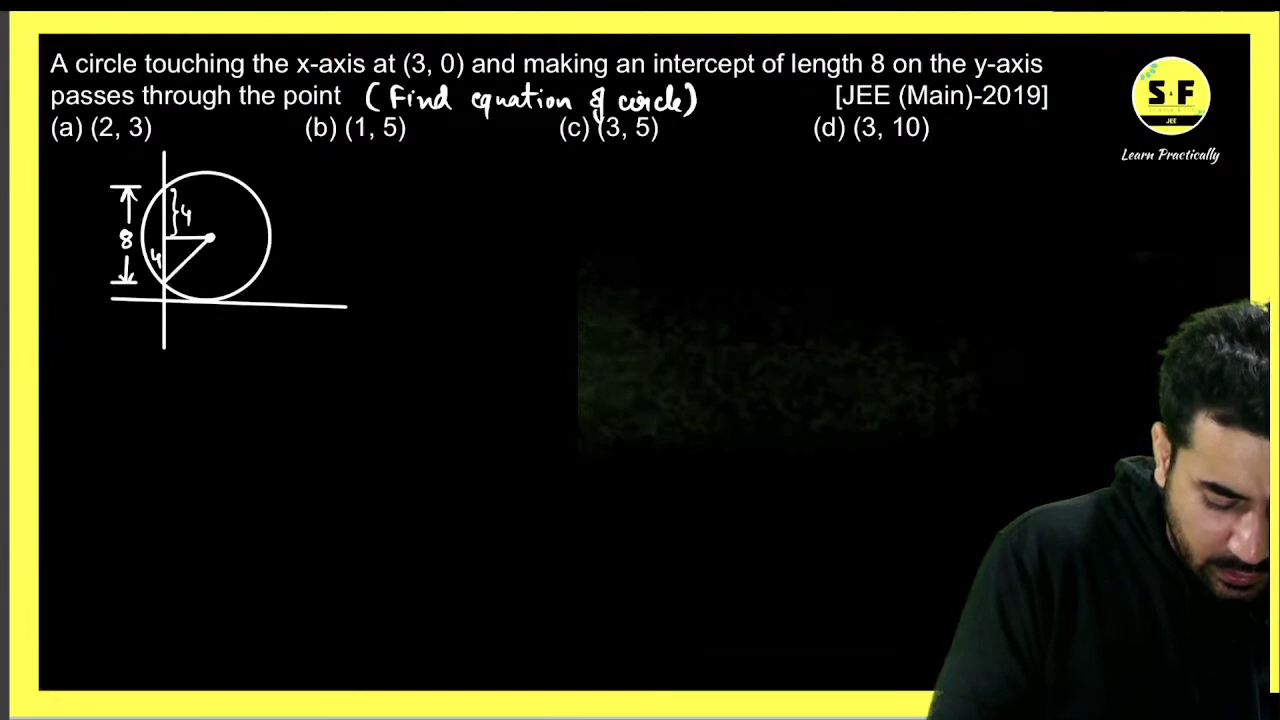 A circle touching the x-axis at (3, 0) and making an intercept of length 8 on the y-axis
passes through the point (Find equation of circle) [JEE (Main)-2019]
(a) (2, 3) (b) (1, 5) (c) (3, 5) (d) (3, 10)
S F
JEE
Learn Practically
4
8
4